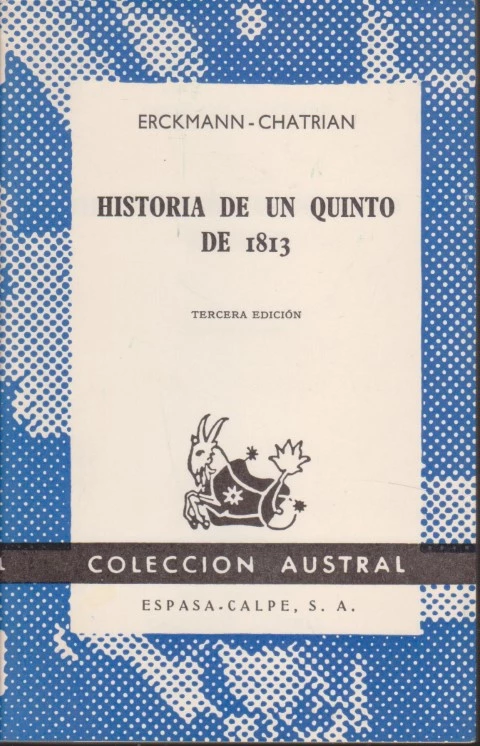 ERCKMANN-CHATRIAN
HISTORIA DE UN QUINTO
DE 1813
TERCERA EDICIÓN
COLECCION AUSTRAL
ESPASA-CALPE, S. A.